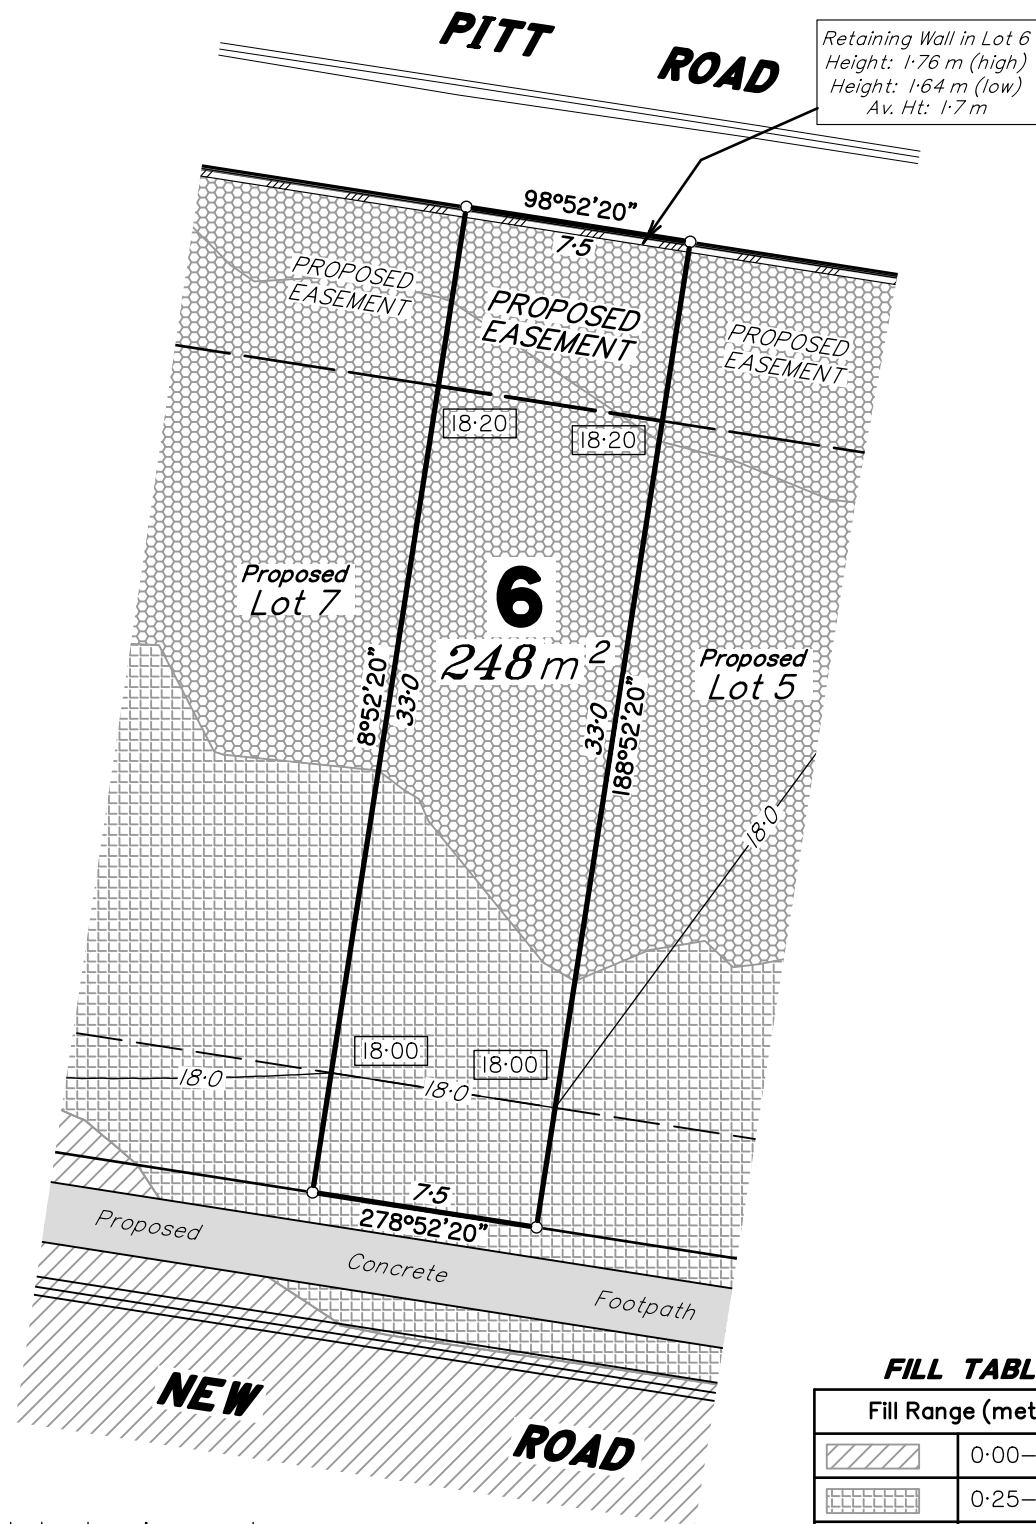 PITT ROAD
Retaining Wall in Lot 6
Height: 1·76 m (high)
Height: 1·64 m (low)
Av. Ht: 1·7 m
98°52'20"
7·5
PROPOSED
EASEMENT
PROPOSED
EASEMENT
PROPOSED
EASEMENT
18·20
18·20
Proposed
Lot 7
6
248 m²
Proposed
Lot 5
8°52'20"
33·0
33·0
188°52'20"
18·0
18·00
18·00
18·0
18·0
7·5
278°52'20"
Proposed Concrete Footpath
NEW ROAD
FILL TABL
Fill Range (met
0·00–
0·25–